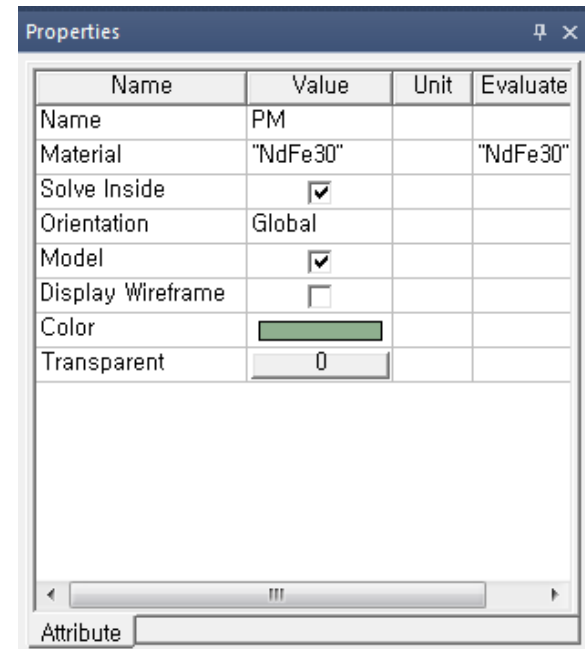 Properties
Name Value Unit Evaluate
Name PM
Material "NdFe30" "NdFe30"
Solve Inside
Orientation Global
Model
Display Wireframe
Color
Transparent 0
Attribute